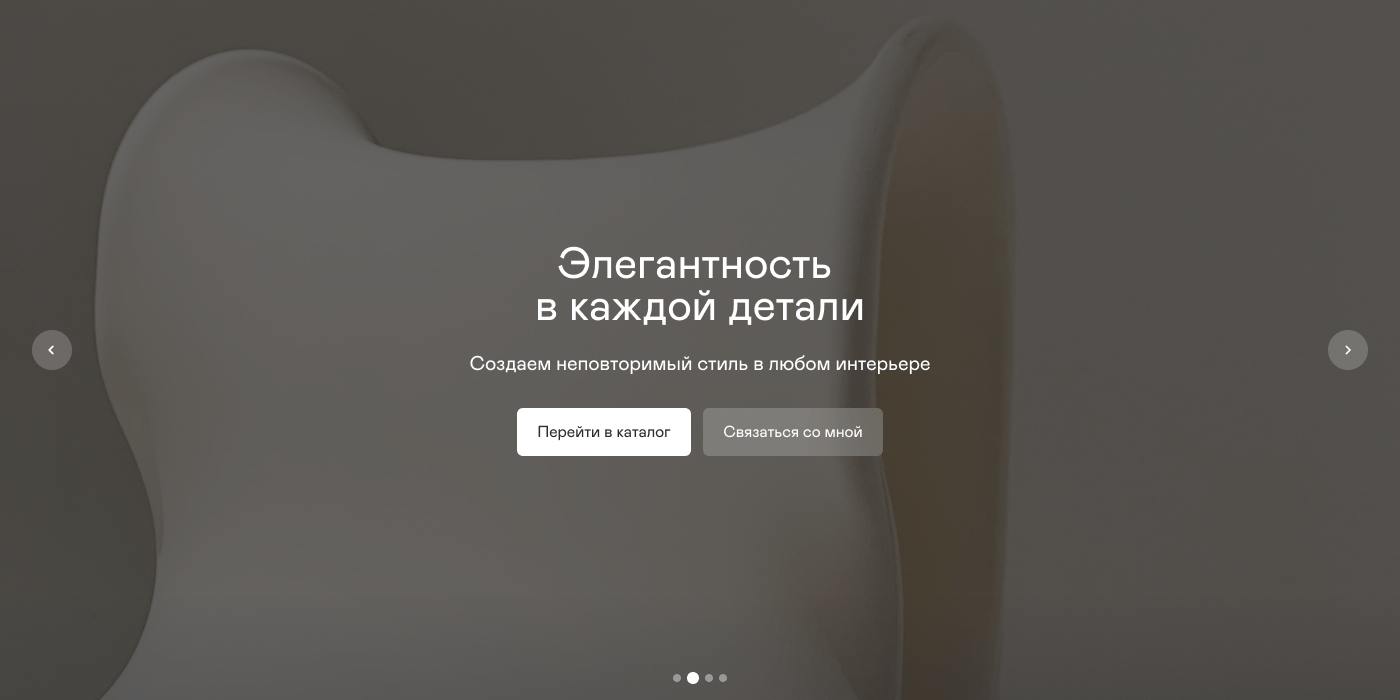 Элегантность
в каждой детали
Создаем неповторимый стиль в любом интерьере
Перейти в каталог
Связаться со мной